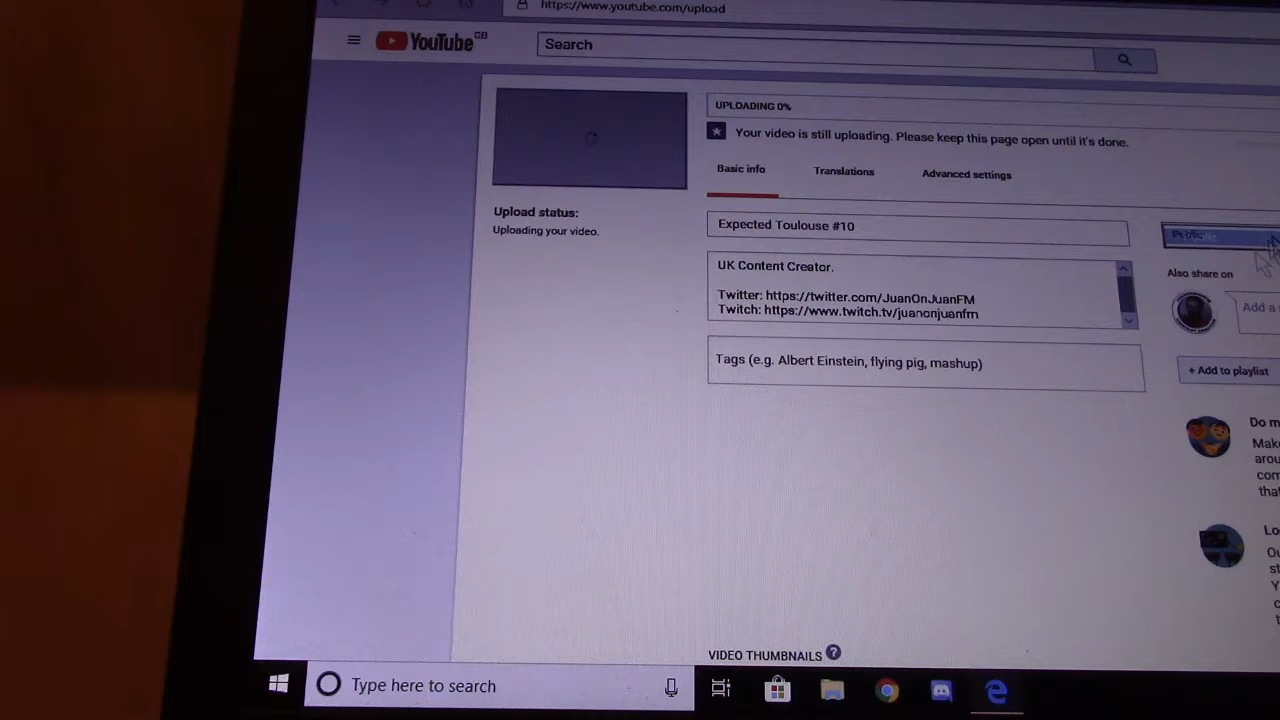 https://www.youtube.com/upload
YouTube GB
Search
UPLOADING 0%
Your video is still uploading. Please keep this page open until it's done.
Basic info
Translations
Advanced settings
Upload status:
Uploading your video.
Expected Toulouse #10
UK Content Creator.
Twitter: https://twitter.com/JuanOnJuanFM
Twitch: https://www.twitch.tv/juanonjuanfm
Also share on
Add a
Tags (e.g. Albert Einstein, flying pig, mashup)
+ Add to playlist
VIDEO THUMBNAILS ?
Type here to search